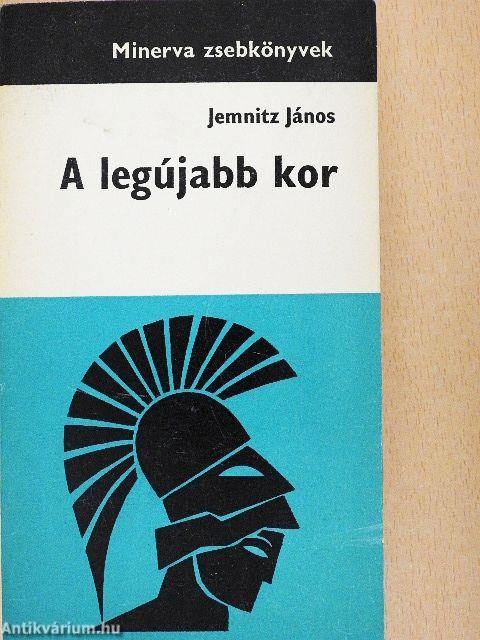 Minerva zsebkönyvek
Jemnitz János
A legújabb kor
Antikvárium.hu